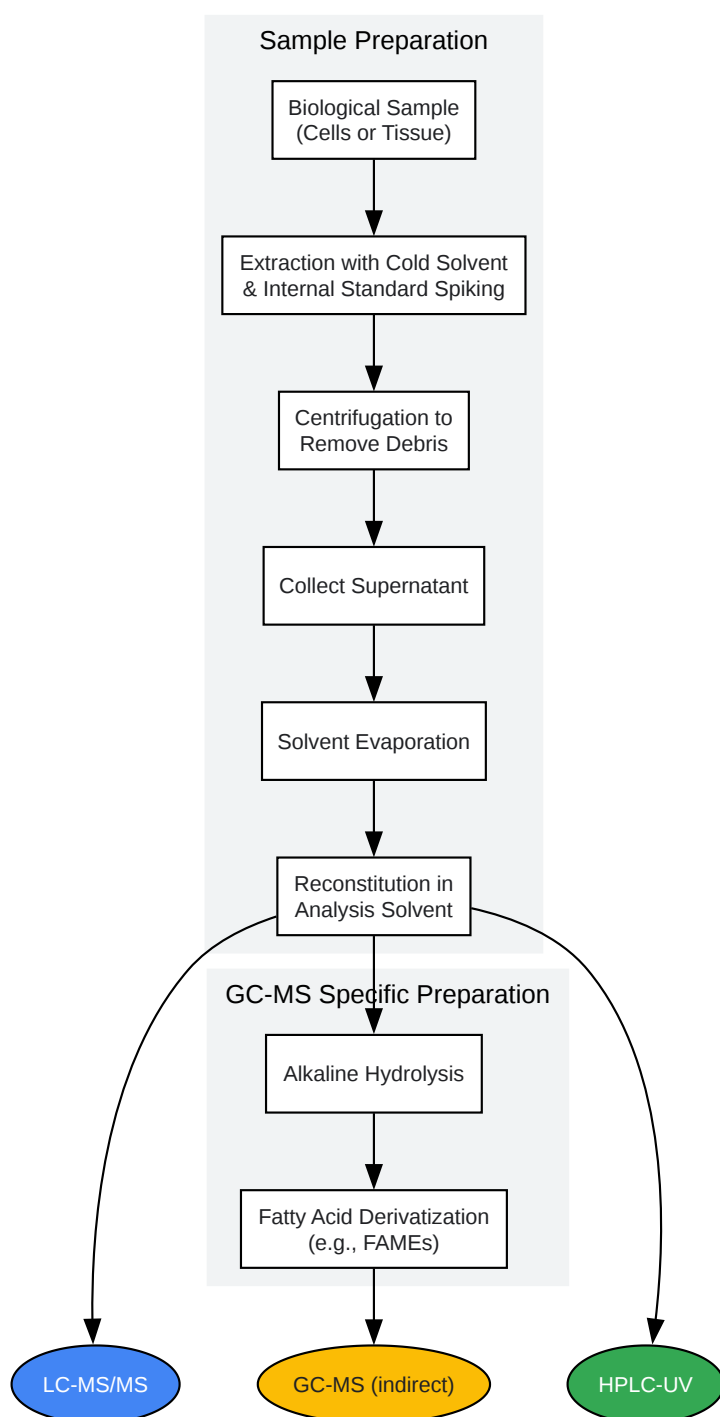 Sample Preparation
Biological Sample
(Cells or Tissue)
Extraction with Cold Solvent
& Internal Standard Spiking
Centrifugation to
Remove Debris
Collect Supernatant
Solvent Evaporation
Reconstitution in
Analysis Solvent
GC-MS Specific Preparation
Alkaline Hydrolysis
Fatty Acid Derivatization
(e.g., FAMEs)
LC-MS/MS
GC-MS (indirect)
HPLC-UV